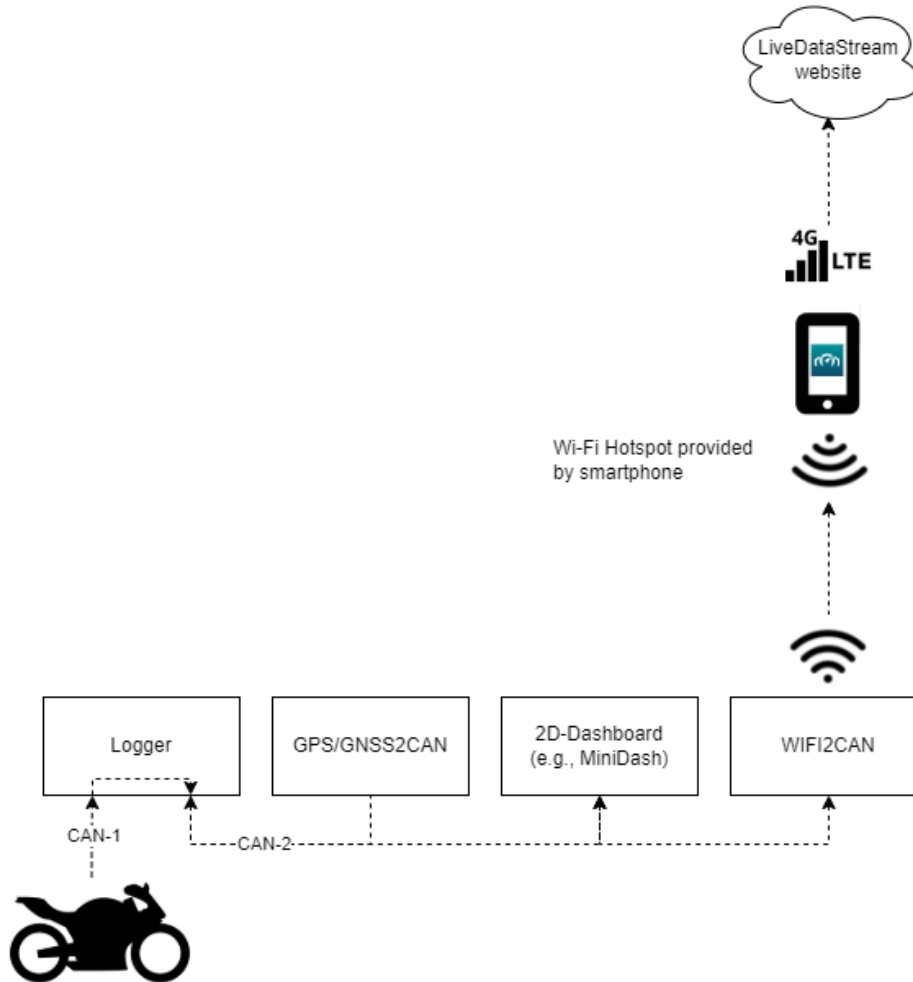 LiveDataStream
website
4G
LTE
Wi-Fi Hotspot provided
by smartphone
Logger
GPS/GNSS2CAN
2D-Dashboard
(e.g., MiniDash)
WIFI2CAN
CAN-1
CAN-2